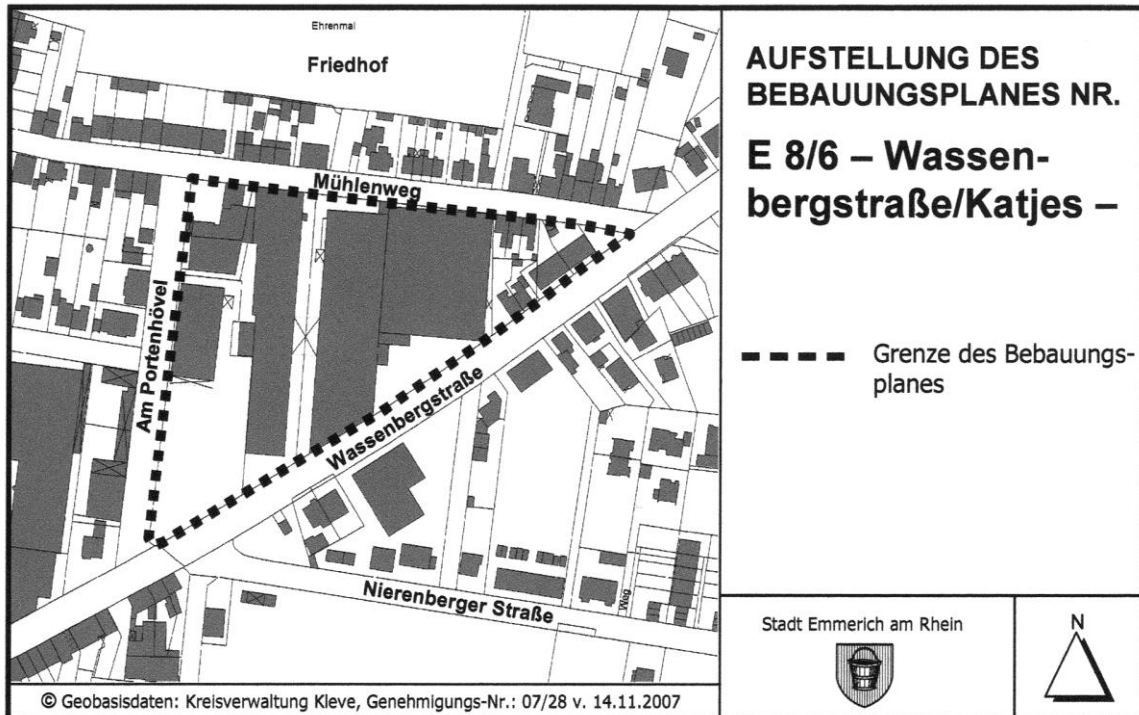 Ehrenmal
Friedhof
Mühlenweg
Am Portenhövel
Wassenbergstraße
Nierenberger Straße
Weg
© Geobasisdaten: Kreisverwaltung Kleve, Genehmigungs-Nr.: 07/28 v. 14.11.2007
AUFSTELLUNG DES
BEBAUUNGSPLANES NR.
E 8/6 – Wassen-
bergstraße/Katjes –
Grenze des Bebauungs-
planes
Stadt Emmerich am Rhein
N